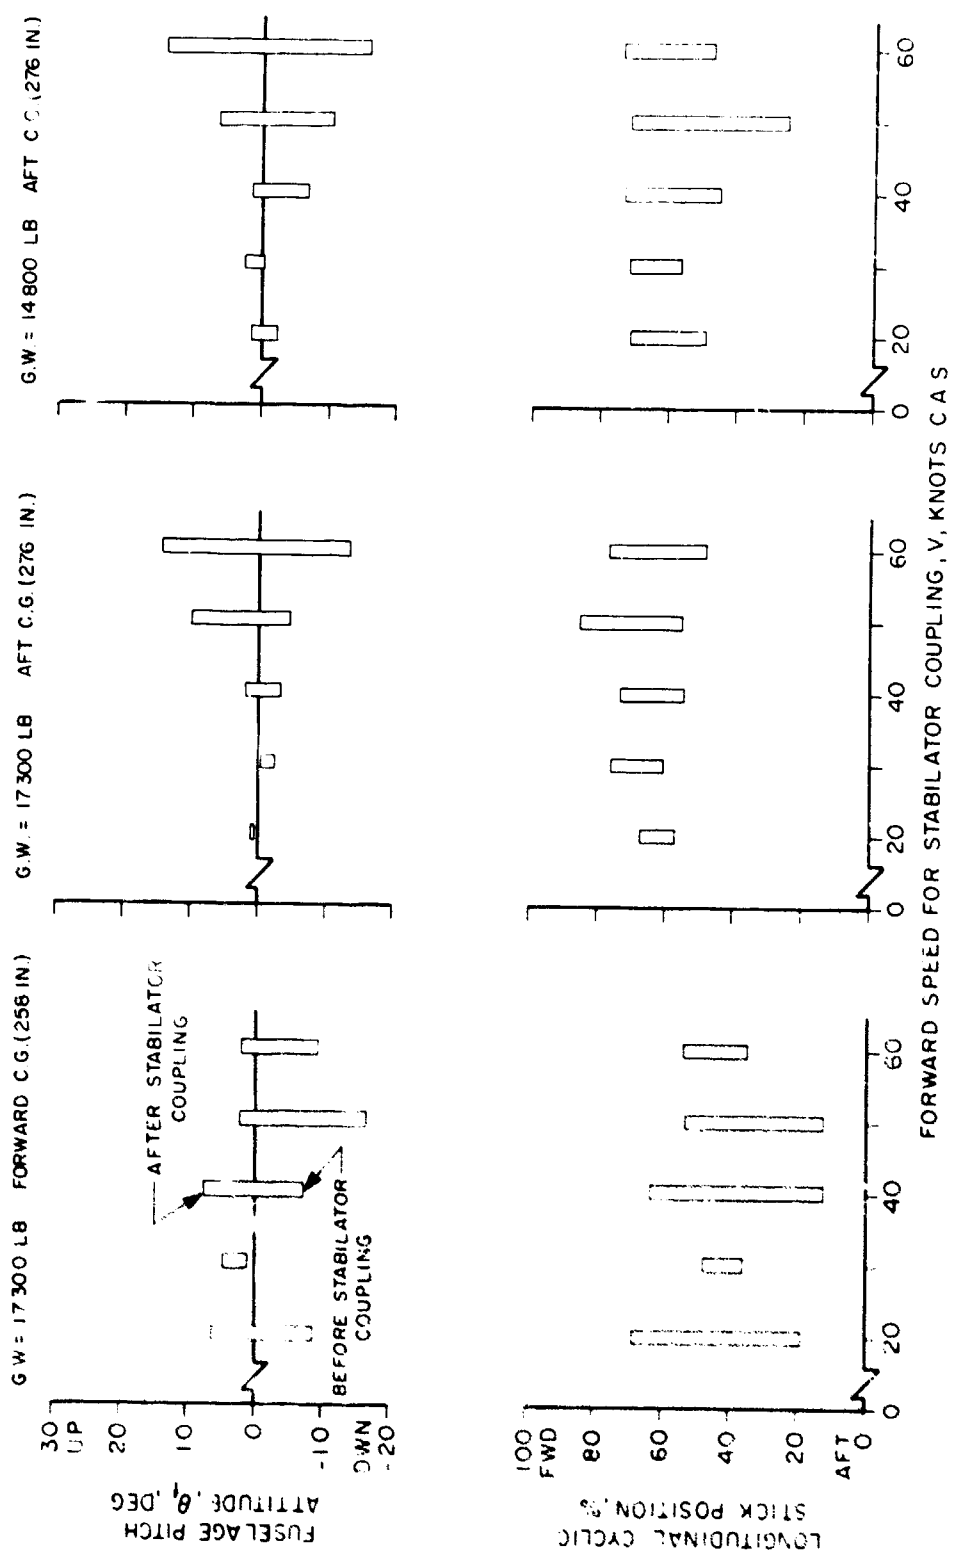 GW = 17300 LB FORWARD C.G.(258 IN.)
G.W. = 17300 LB AFT C.G.(276 IN.)
G.W. = 14800 LB AFT C.G.(276 IN.)
FUSELAGE PITCH
ATTITUDE, θf, DEG
30
UP
20
10
0
-10
DWN
-20
AFTER STABILATOR
COUPLING
BEFORE STABILATOR
COUPLING
LONGITUDINAL CYCLIC
STICK POSITION, %
100
FWD
80
60
40
20
AFT
0
0 20 40 60
0 20 40 60
0 20 40 60
FORWARD SPEED FOR STABILATOR COUPLING, V, KNOTS CAS